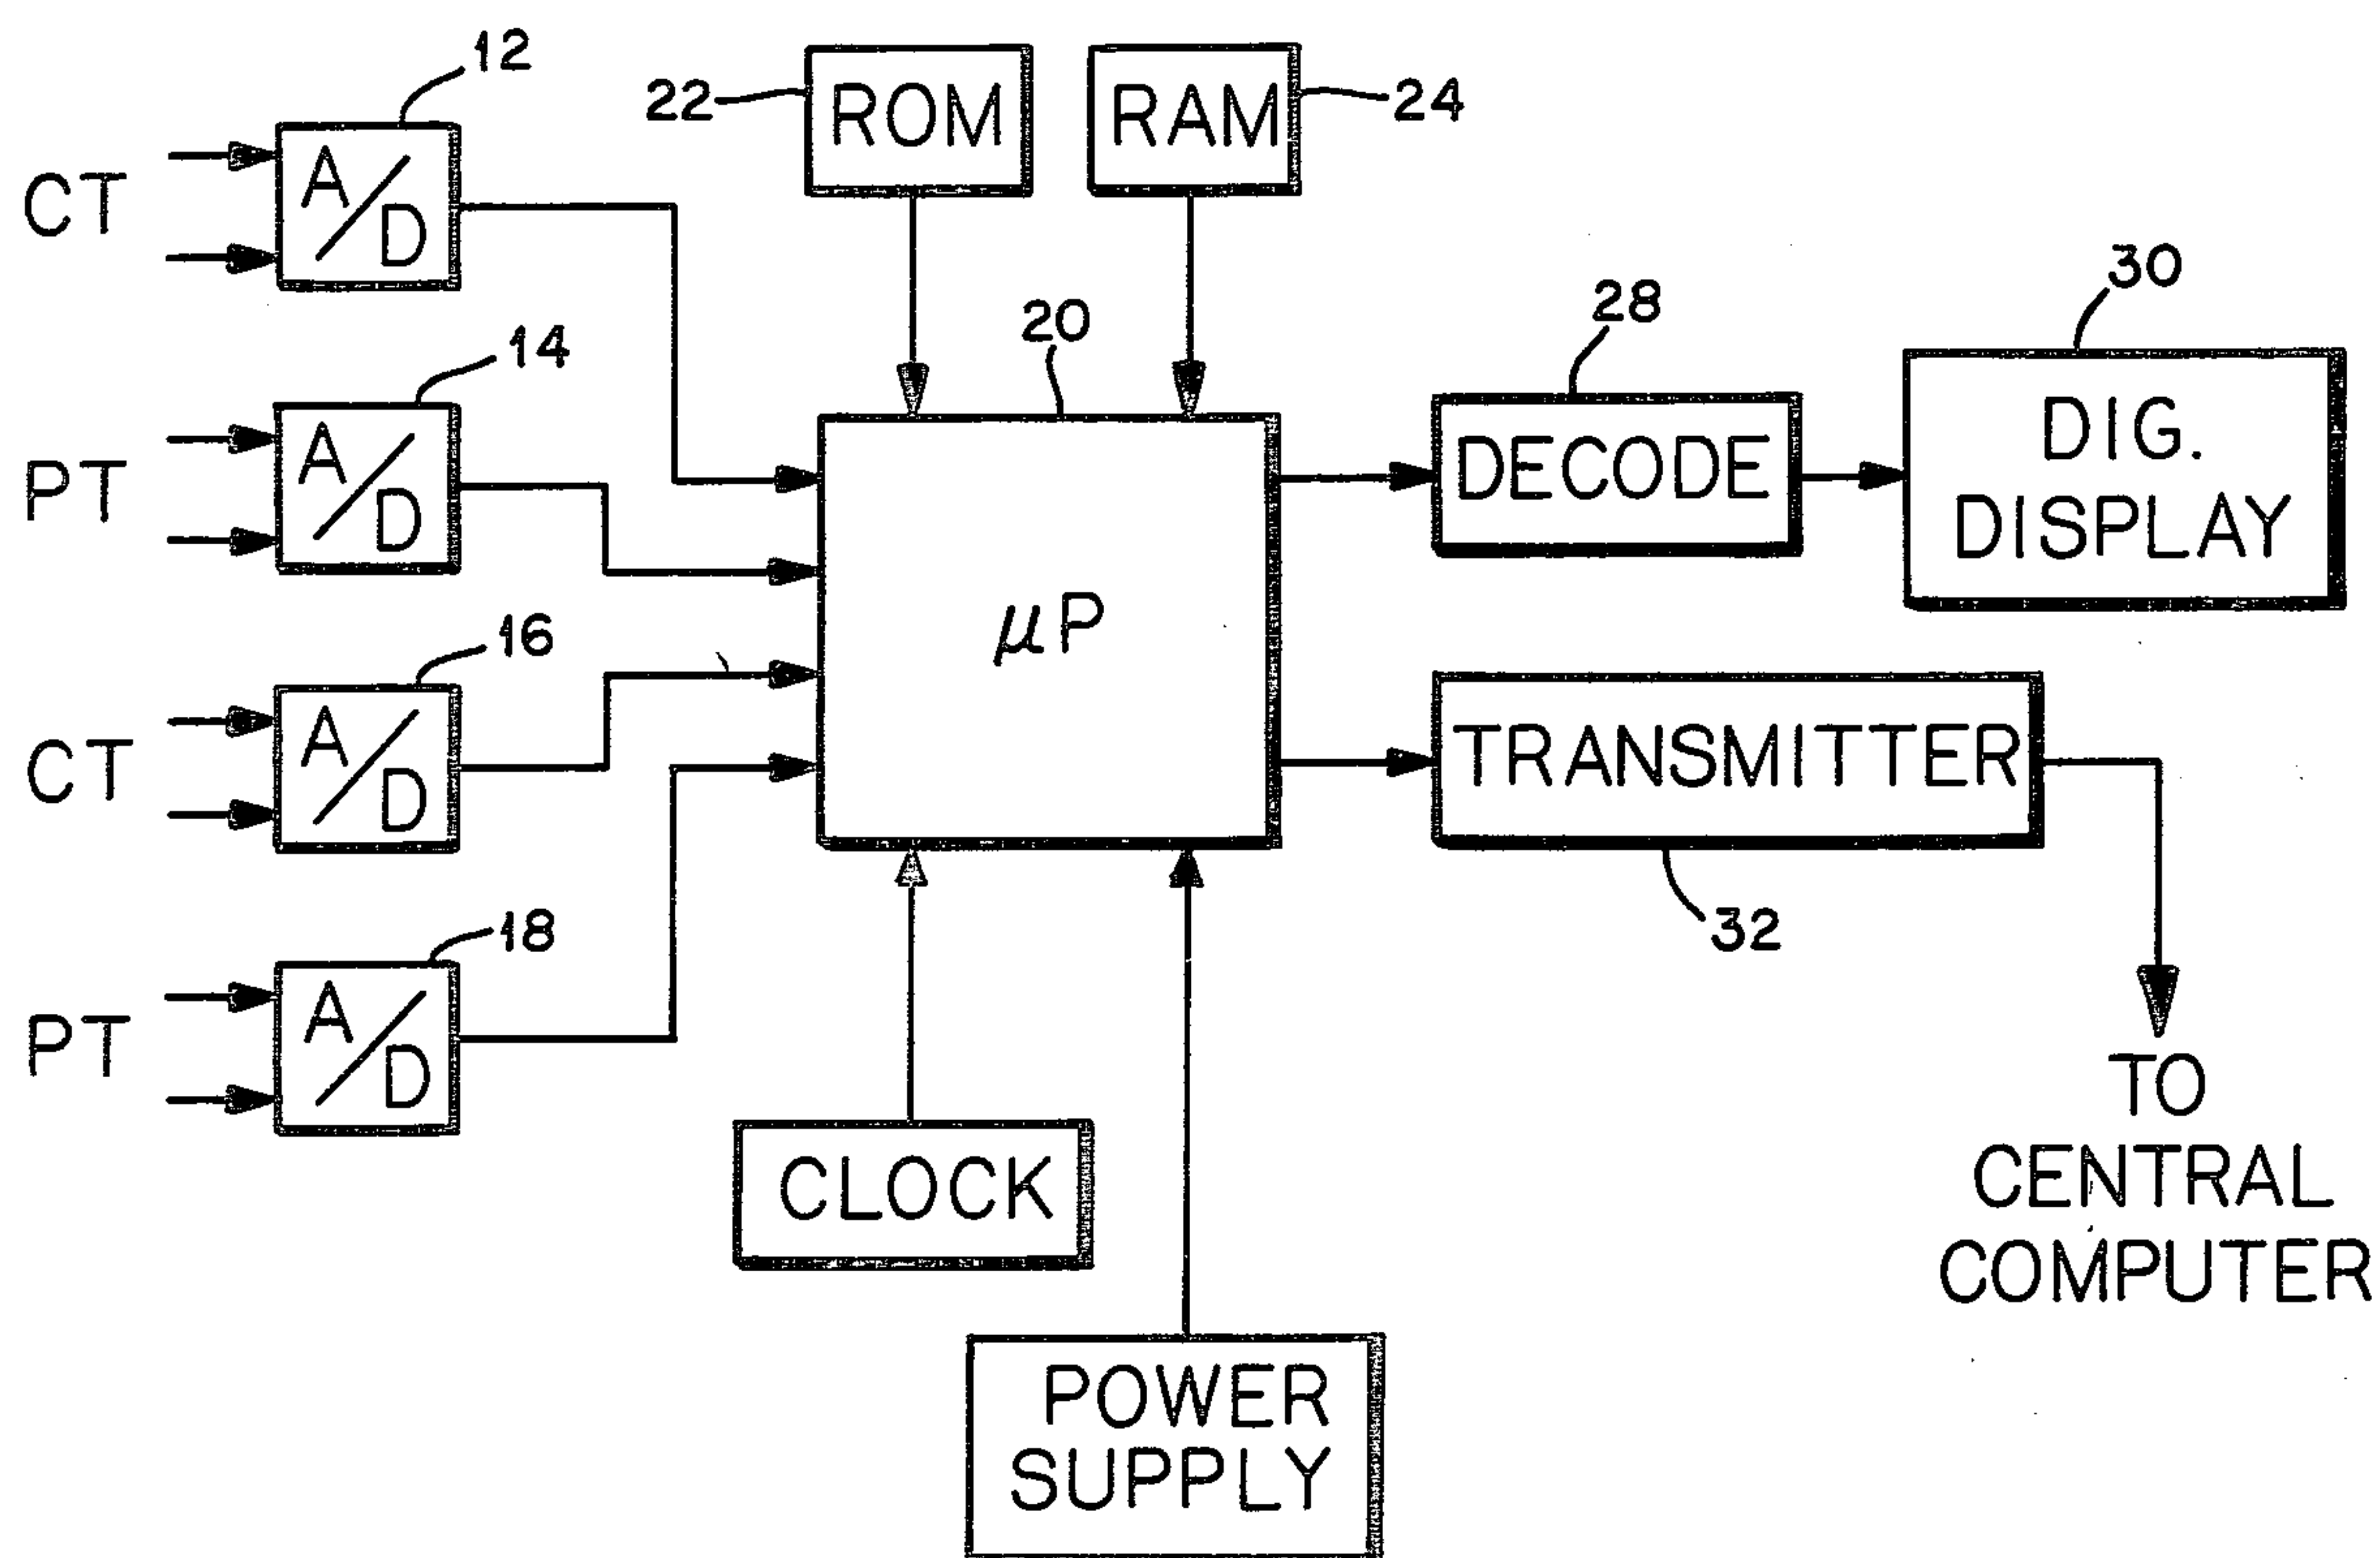 12
22
ROM
RAM
24
CT
A/D
14
20
28
30
PT
A/D
DECODE
DIG.
DISPLAY
16
μP
CT
A/D
TRANSMITTER
32
18
PT
A/D
CLOCK
TO
CENTRAL
COMPUTER
POWER
SUPPLY